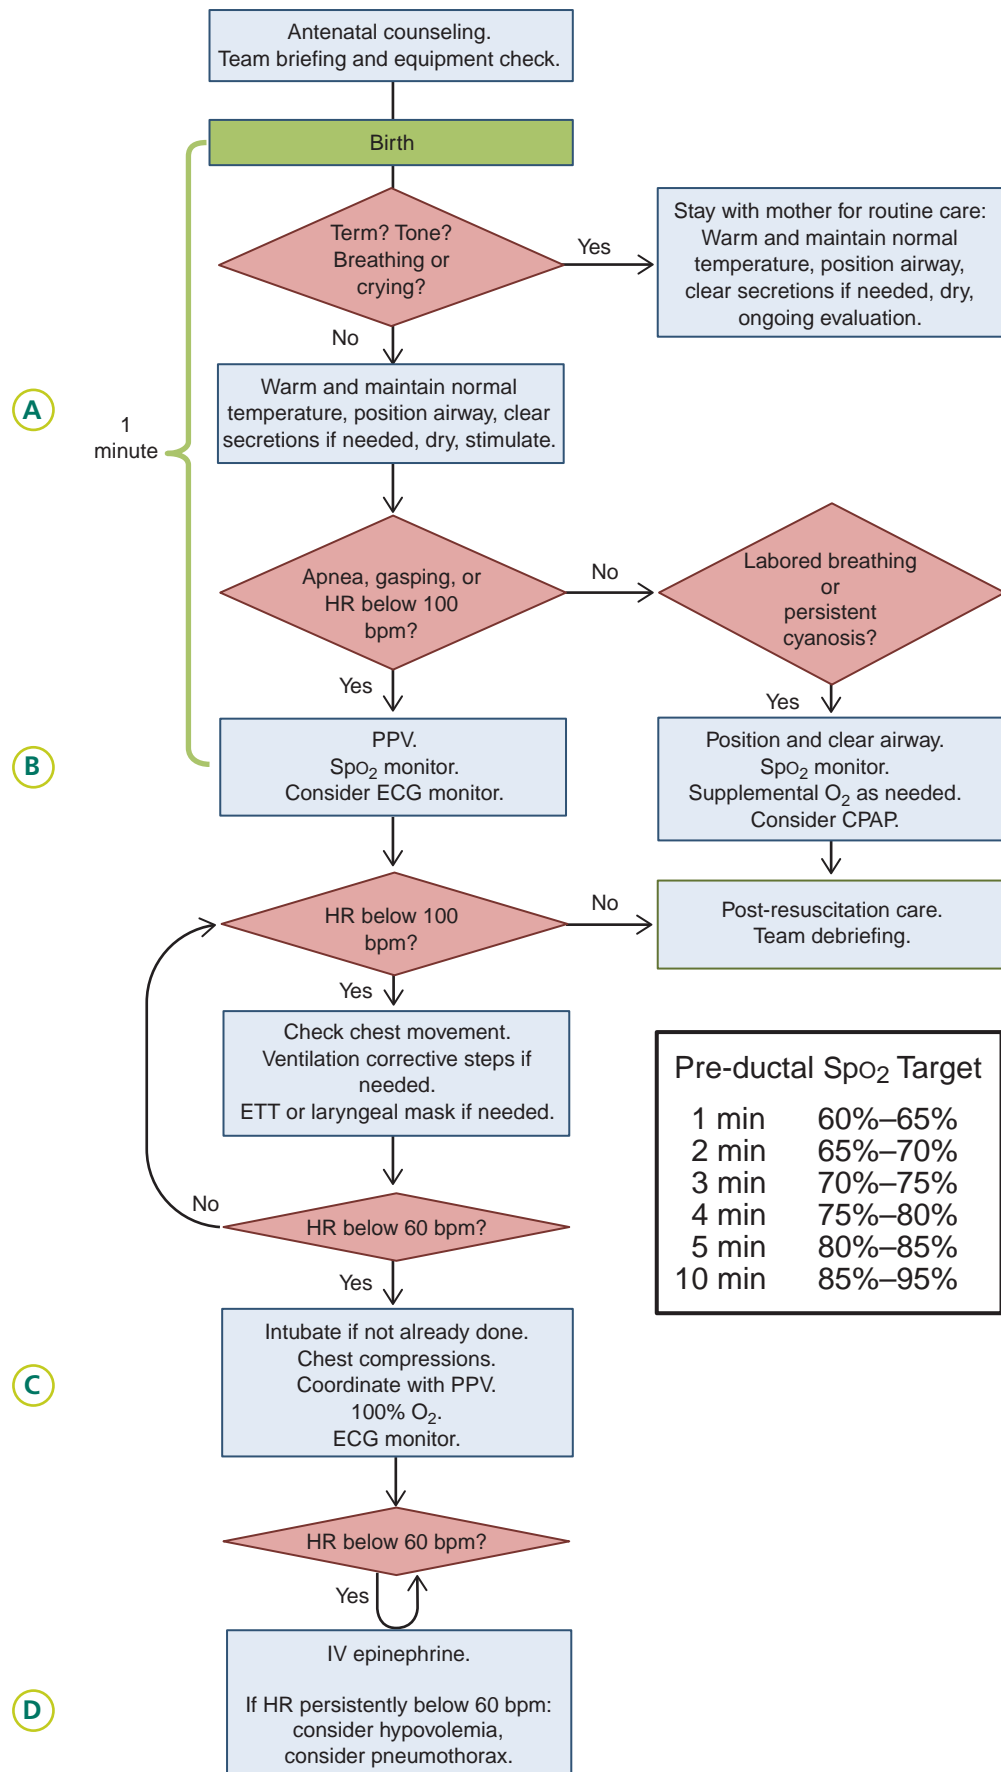 Antenatal counseling.
Team briefing and equipment check.
Birth
Term? Tone?
Breathing or
crying?
Yes
Stay with mother for routine care:
Warm and maintain normal
temperature, position airway,
clear secretions if needed, dry,
ongoing evaluation.
No
A
1
minute
Warm and maintain normal
temperature, position airway, clear
secretions if needed, dry, stimulate.
Apnea, gasping, or
HR below 100
bpm?
No
Labored breathing
or
persistent
cyanosis?
Yes
Yes
B
PPV.
SpO₂ monitor.
Consider ECG monitor.
Position and clear airway.
SpO₂ monitor.
Supplemental O₂ as needed.
Consider CPAP.
HR below 100
bpm?
No
Post-resuscitation care.
Team debriefing.
Yes
Check chest movement.
Ventilation corrective steps if
needed.
ETT or laryngeal mask if needed.
Pre-ductal SpO₂ Target
1 min 60%–65%
2 min 65%–70%
3 min 70%–75%
4 min 75%–80%
5 min 80%–85%
10 min 85%–95%
No
HR below 60 bpm?
Yes
C
Intubate if not already done.
Chest compressions.
Coordinate with PPV.
100% O₂.
ECG monitor.
HR below 60 bpm?
Yes
D
IV epinephrine.
If HR persistently below 60 bpm:
consider hypovolemia,
consider pneumothorax.